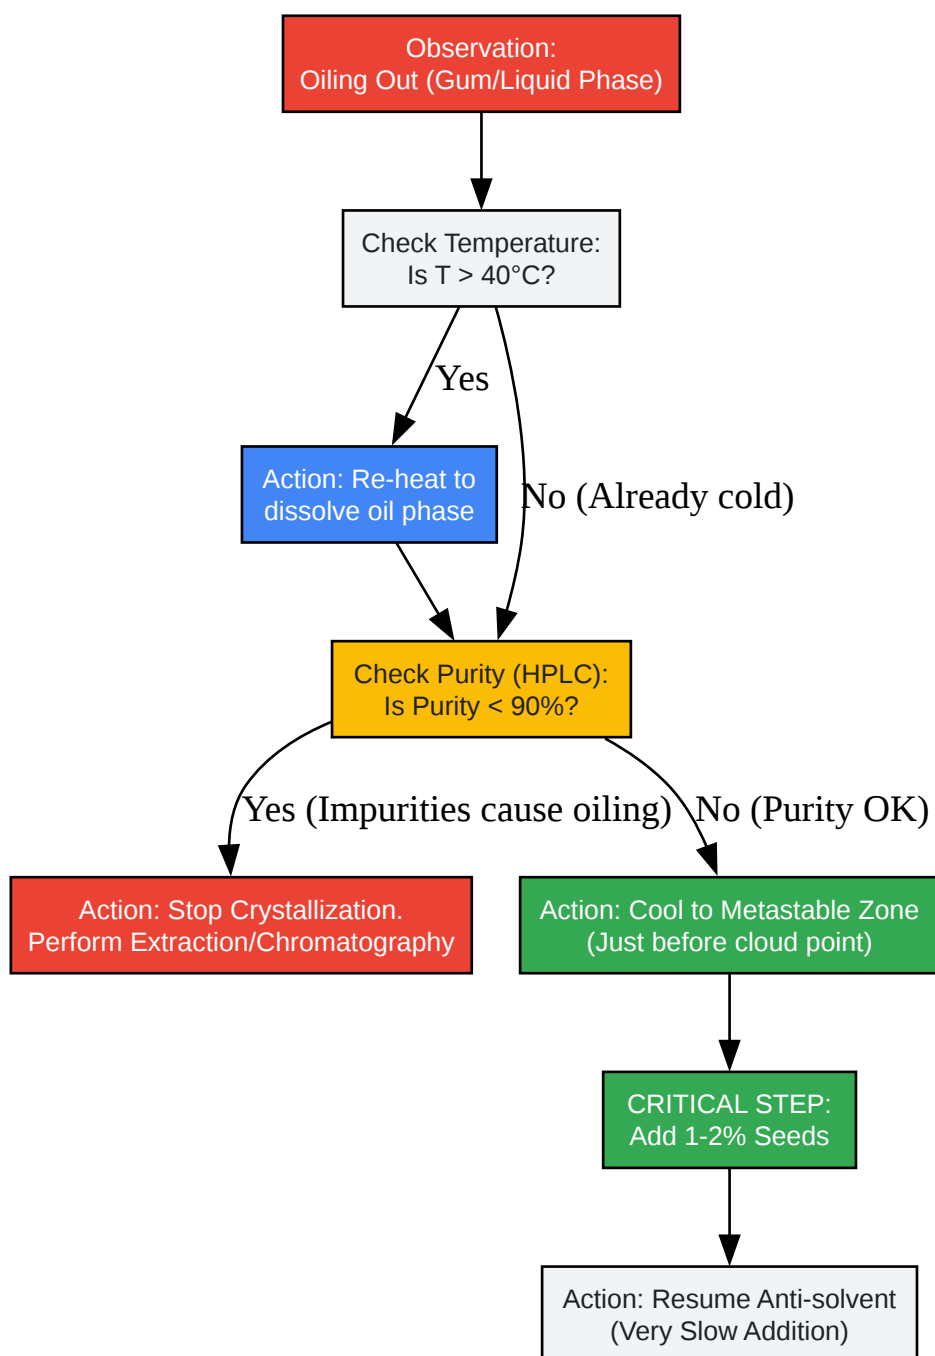 Observation:
Oiling Out (Gum/Liquid Phase)
Check Temperature:
Is T > 40°C?
Yes
Action: Re-heat to
dissolve oil phase
No (Already cold)
Check Purity (HPLC):
Is Purity < 90%?
Yes (Impurities cause oiling)
No (Purity OK)
Action: Stop Crystallization.
Perform Extraction/Chromatography
Action: Cool to Metastable Zone
(Just before cloud point)
CRITICAL STEP:
Add 1-2% Seeds
Action: Resume Anti-solvent
(Very Slow Addition)